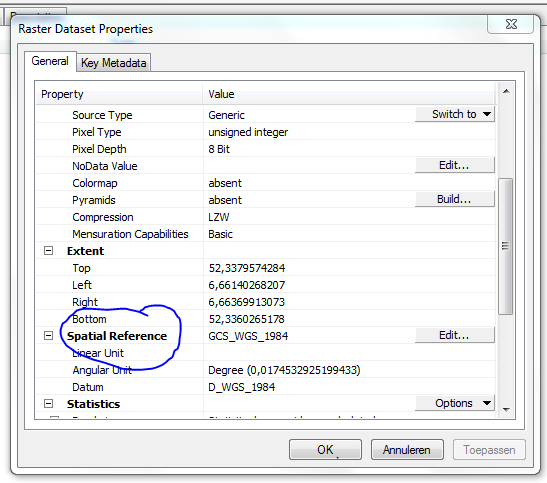 Raster Dataset Properties
General Key Metadata
Property Value
Source Type Generic Switch to
Pixel Type unsigned integer
Pixel Depth 8 Bit
NoData Value Edit...
Colormap absent
Pyramids absent Build...
Compression LZW
Mensuration Capabilities Basic
Extent
Top 52,3379574284
Left 6,66140268207
Right 6,66369913073
Bottom 52,3360265178
Spatial Reference GCS_WGS_1984 Edit...
Linear Unit
Angular Unit Degree (0,0174532925199433)
Datum D_WGS_1984
Statistics Options
OK Annuleren Toepassen